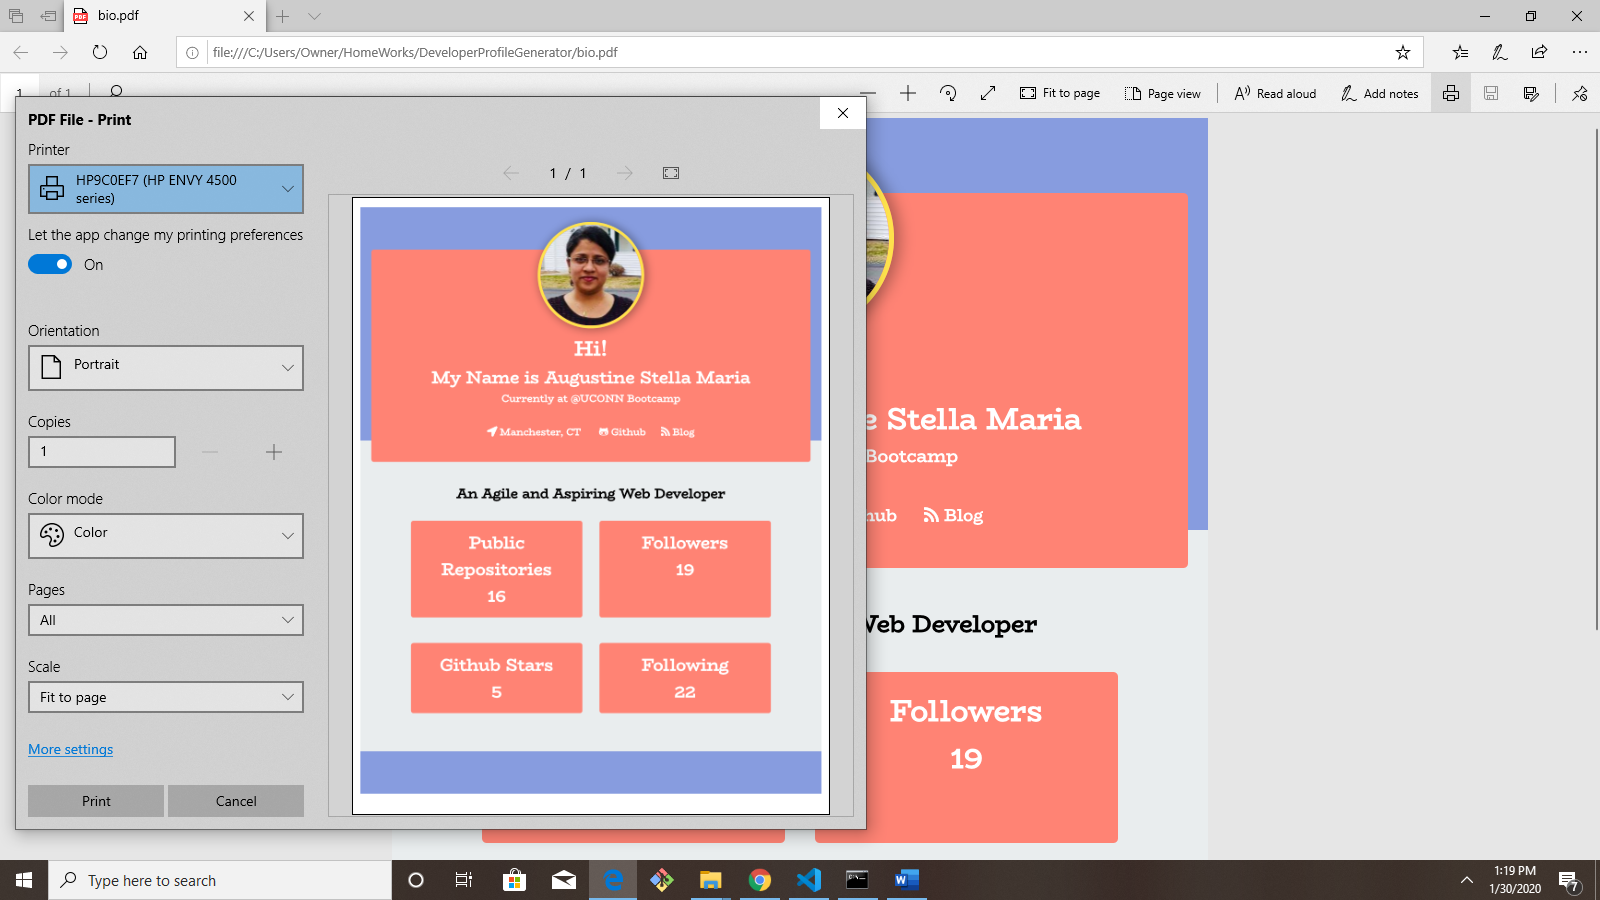 bio.pdf
file:///C:/Users/Owner/HomeWorks/DeveloperProfileGenerator/bio.pdf
1 of 1
Fit to page
Page view
Read aloud
Add notes
PDF File - Print
Printer
HP9C0EF7 (HP ENVY 4500
series)
Let the app change my printing preferences
On
Orientation
Portrait
Copies
1
Color mode
Color
Pages
All
Scale
Fit to page
More settings
Print
Cancel
1 / 1
Hi!
My Name is Augustine Stella Maria
Currently at @UCONN Bootcamp
Manchester, CT
Github
Blog
An Agile and Aspiring Web Developer
Public
Repositories
16
Followers
19
Github Stars
5
Following
22
e Stella Maria
Bootcamp
hub
Blog
Web Developer
Followers
19
Type here to search
1:19 PM
1/30/2020
7